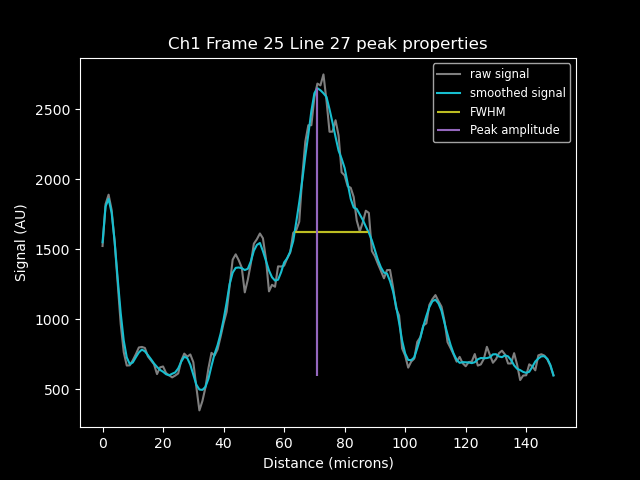 Ch1 Frame 25 Line 27 peak properties
raw signal
smoothed signal
FWHM
Peak amplitude
Signal (AU)
2500
2000
1500
1000
500
0 20 40 60 80 100 120 140
Distance (microns)